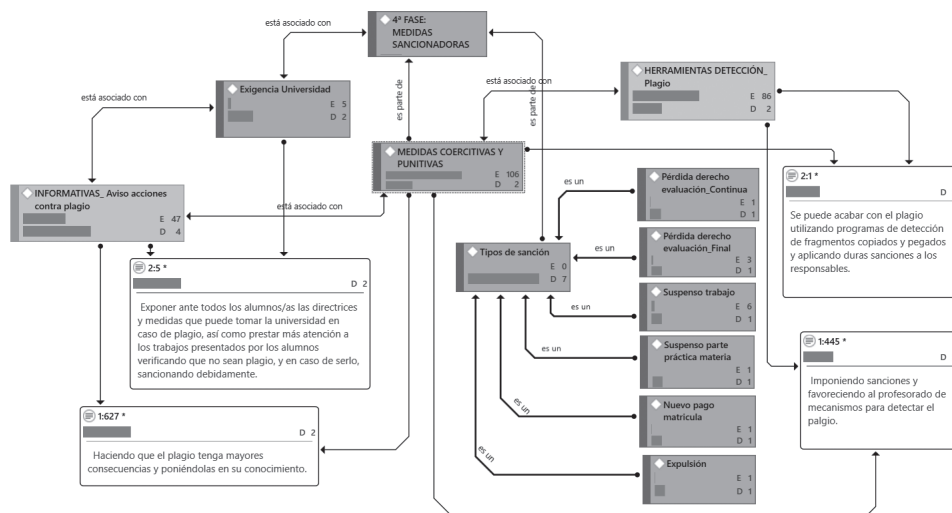 está asociado con
4ª FASE:
MEDIDAS
SANCIONADORAS
Exigencia Universidad
E 5
D 2
está asociado con
es parte de
está asociado con
es parte de
HERRAMIENTAS DETECCIÓN_
Plagio
E 86
D 2
MEDIDAS COERCITIVAS Y
PUNITIVAS
E 106
D 2
INFORMATIVAS_ Aviso acciones
contra plagio
E 47
D 4
está asociado con
2:1 *
D
Se puede acabar con el plagio
utilizando programas de detección
de fragmentos copiados y pegados
y aplicando duras sanciones a los
responsables.
es un
Pérdida derecho
evaluación_Continua
E 1
D 1
Tipos de sanción
E 0
D 7
es un
Pérdida derecho
evaluación_Final
E 3
D 1
es un
Suspenso trabajo
E 6
D 1
es un
Suspenso parte
práctica materia
E 1
D 1
es un
Nuevo pago
matricula
E 1
D 1
es un
Expulsión
E 1
D 1
2:5 *
D 2
Exponer ante todos los alumnos/as las directrices
y medidas que puede tomar la universidad en
caso de plagio, así como prestar más atención a
los trabajos presentados por los alumnos
verificando que no sean plagio, y en caso de serlo,
sancionando debidamente.
1:445 *
D
Imponiendo sanciones y
favoreciendo al profesorado de
mecanismos para detectar el
palgio.
1:627 *
D 2
Haciendo que el plagio tenga mayores
consecuencias y poniéndolas en su conocimiento.